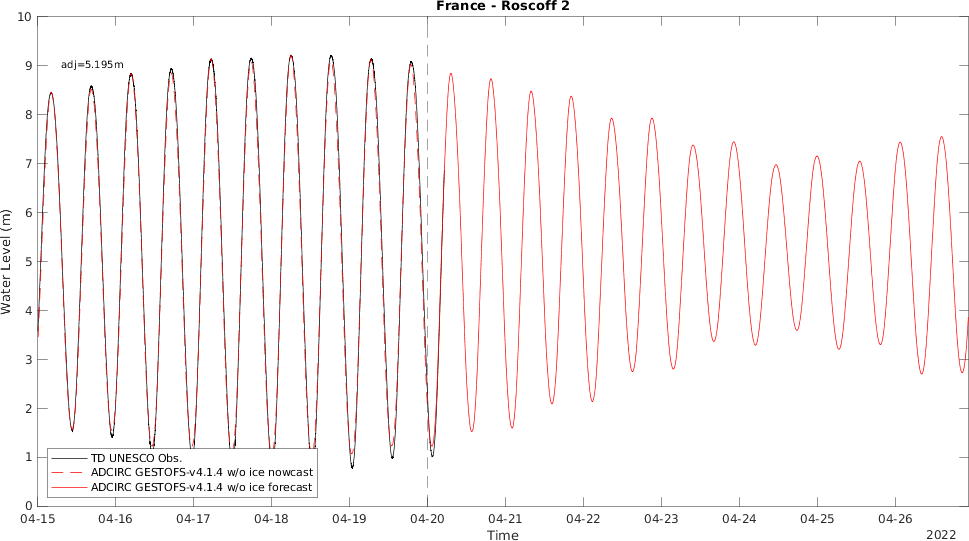 France - Roscoff 2
10
9
8
7
6
5
4
3
2
1
0
Water Level (m)
adj=5.195m
TD UNESCO Obs.
ADCIRC GESTOFS-v4.1.4 w/o ice nowcast
ADCIRC GESTOFS-v4.1.4 w/o ice forecast
04-15 04-16 04-17 04-18 04-19 04-20 04-21 04-22 04-23 04-24 04-25 04-26
Time
2022